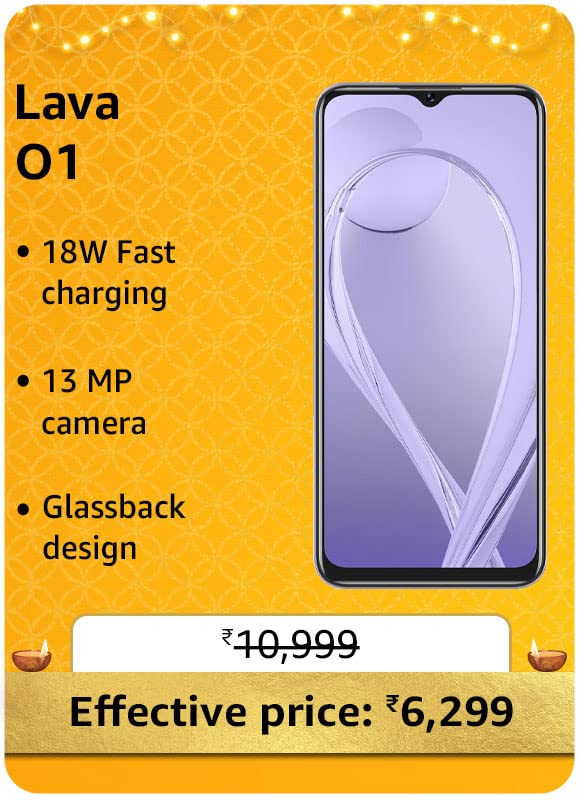 Lava
O1
• 18W Fast
charging
• 13 MP
camera
• Glassback
design
₹10,999
Effective price: ₹6,299